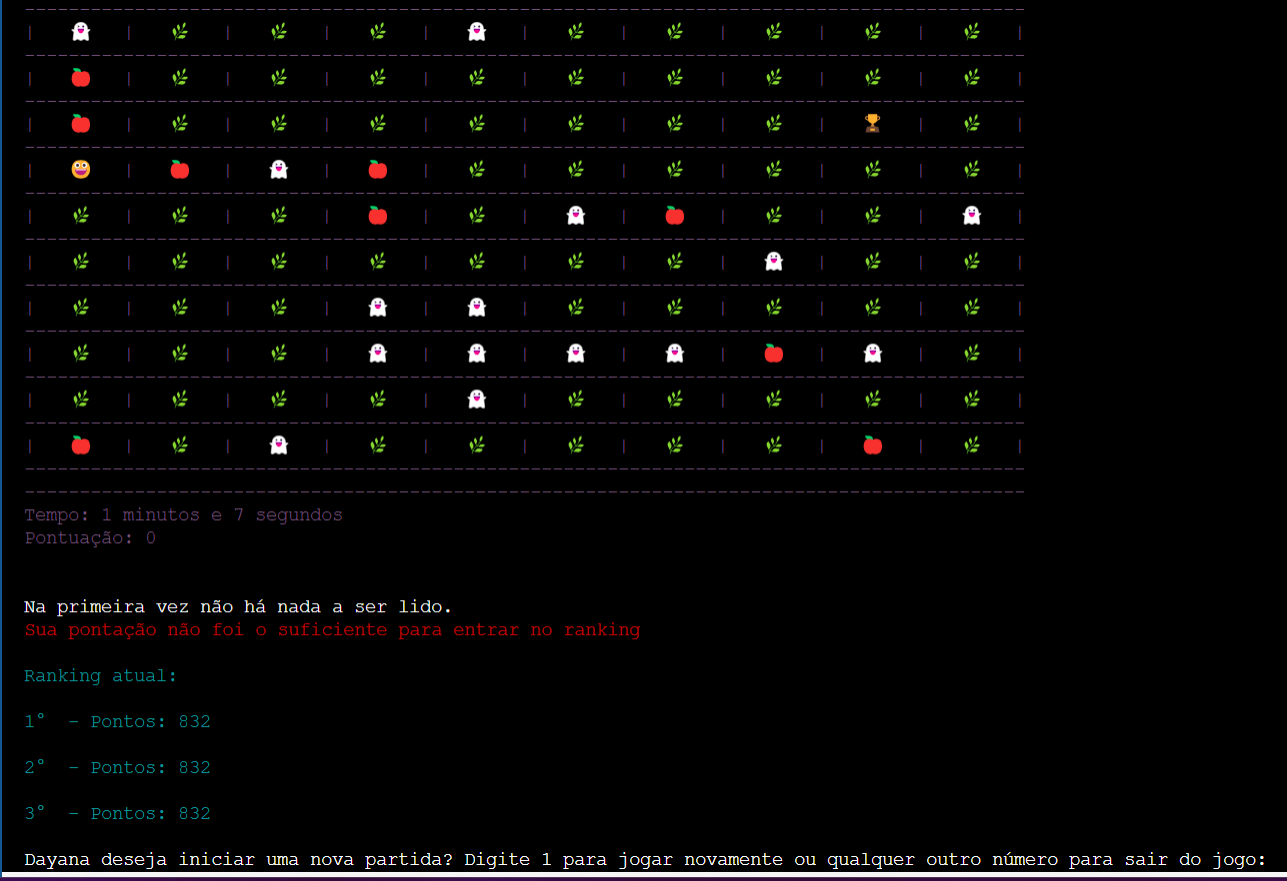 Tempo: 1 minutos e 7 segundos
Pontuação: 0
Na primeira vez não há nada a ser lido.
Sua pontação não foi o suficiente para entrar no ranking
Ranking atual:
1° - Pontos: 832
2° - Pontos: 832
3° - Pontos: 832
Dayana deseja iniciar uma nova partida? Digite 1 para jogar novamente ou qualquer outro número para sair do jogo: